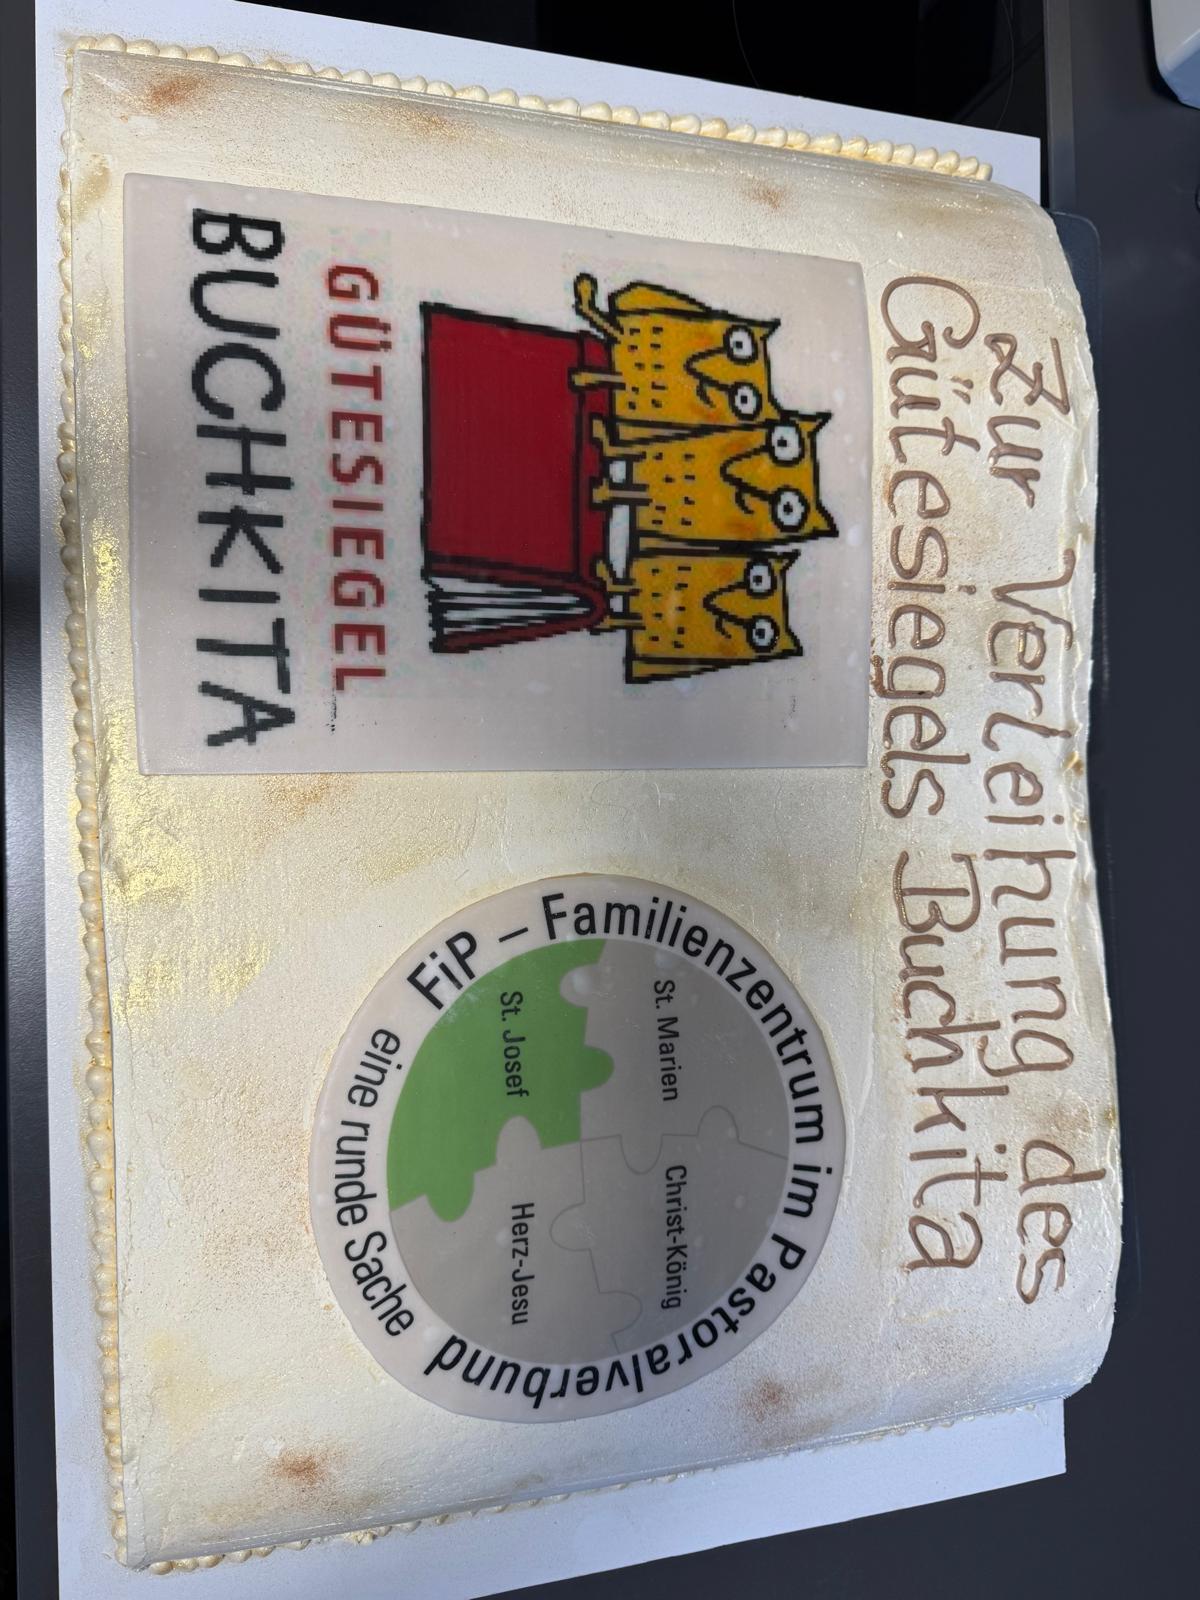 Zur Verleihung des
Gütesiegels Buchkita
GÜTESIEGEL
BUCHKITA
FiP – Familienzentrum im Pastoralverbund
St. Marien
Christ-König
St. Josef
Herz-Jesu
eine runde Sache